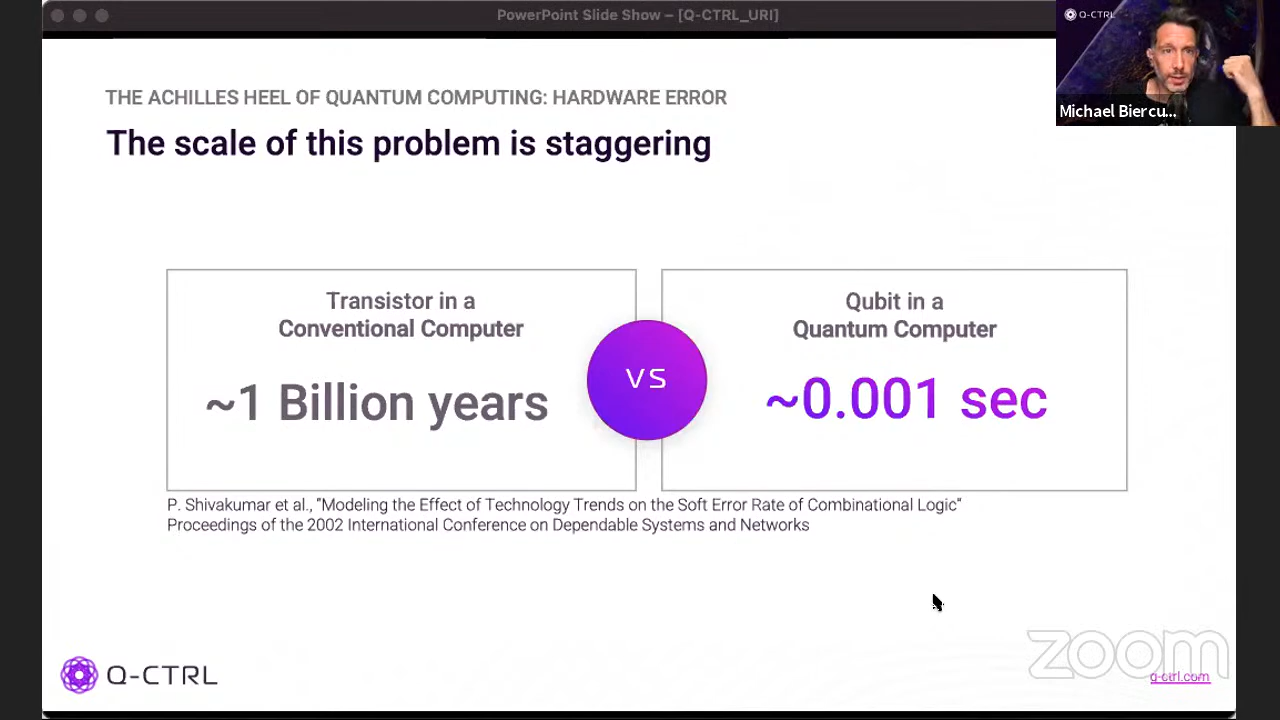 PowerPoint Slide Show – [Q-CTRL_URI]
Q-CTRL
Michael Biercu...
THE ACHILLES HEEL OF QUANTUM COMPUTING: HARDWARE ERROR
The scale of this problem is staggering
Transistor in a
Conventional Computer
~1 Billion years
VS
Qubit in a
Quantum Computer
~0.001 sec
P. Shivakumar et al., "Modeling the Effect of Technology Trends on the Soft Error Rate of Combinational Logic"
Proceedings of the 2002 International Conference on Dependable Systems and Networks
Q-CTRL
zoom
q-ctrl.com